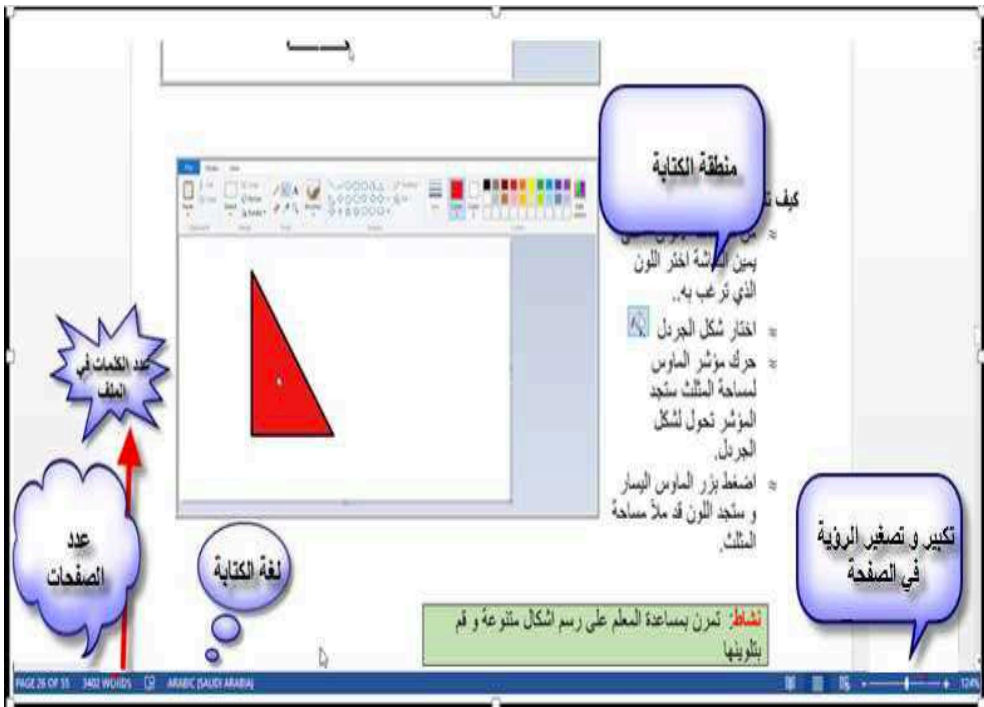 منطقة الكتابة
كيف
يمين الشاشة اختر اللون
الذي ترغب به..
≈ اختار شكل الجردل
≈ حرك مؤشر الماوس
لمساحة المثلث ستجد
المؤشر تحول لشكل
الجردل.
≈ اضغط بزر الماوس اليسار
و ستجد اللون قد ملأ مساحة
المثلث.
عدد الكلمات في
الملف
عدد
الصفحات
لغة الكتابة
تكبير و تصغير الرؤية
في الصفحة
نشاط: تمرن بمساعدة المعلم على رسم اشكال متنوعة و قم
بتلوينها
PAGE 26 OF 55 3402 WORDS ARABIC (SAUDI ARABIA) 124%